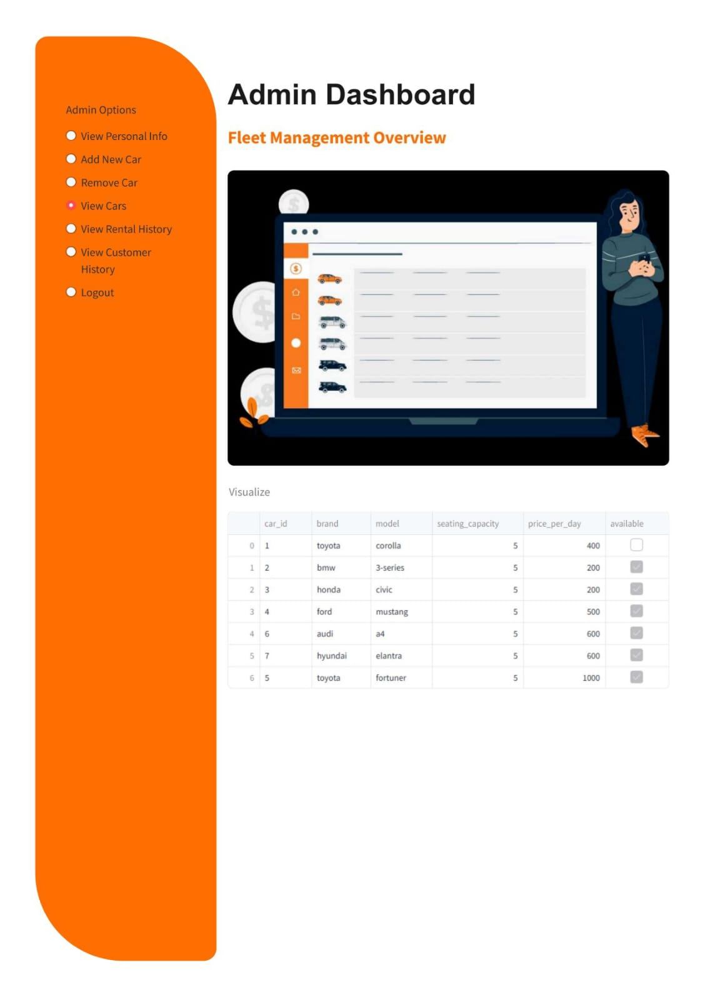 Admin Options
View Personal Info
Add New Car
Remove Car
View Cars
View Rental History
View Customer
History
Logout
Admin Dashboard
Fleet Management Overview
$
$
$
$
Visualize
car_id brand model seating_capacity price_per_day available
0 1 toyota corolla 5 400
1 2 bmw 3-series 5 200
2 3 honda civic 5 200
3 4 ford mustang 5 500
4 6 audi a4 5 600
5 7 hyundai elantra 5 600
6 5 toyota fortuner 5 1000